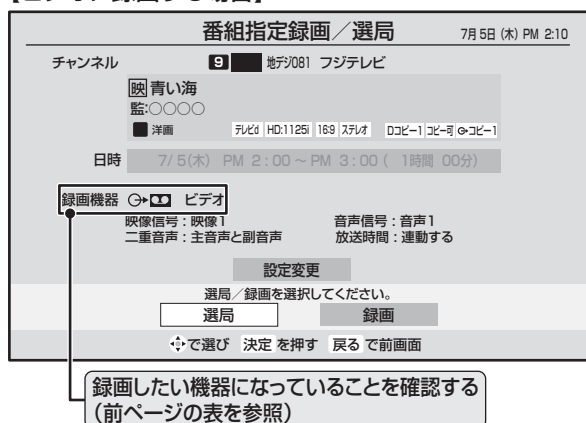 【ビデオに録画する場合】
番組指定録画／選局 7月 5日 (木) PM 2:10
チャンネル 9 地デジ081 フジテレビ
映 青い海
監:○○○○
洋画 テレビd HD:1125i 16:9 ステレオ Dコピー1 コピー可 コピー1
日時 7/ 5(木) PM 2:00 ~ PM 3:00 ( 1時間 00分)
録画機器 ビデオ
映像信号：映像1 音声信号：音声1
二重音声：主音声と副音声 放送時間：連動する
設定変更
選局／録画を選択してください。
選局 録画
で選び 決定 を押す 戻る で前画面
録画したい機器になっていることを確認する
（前ページの表を参照）